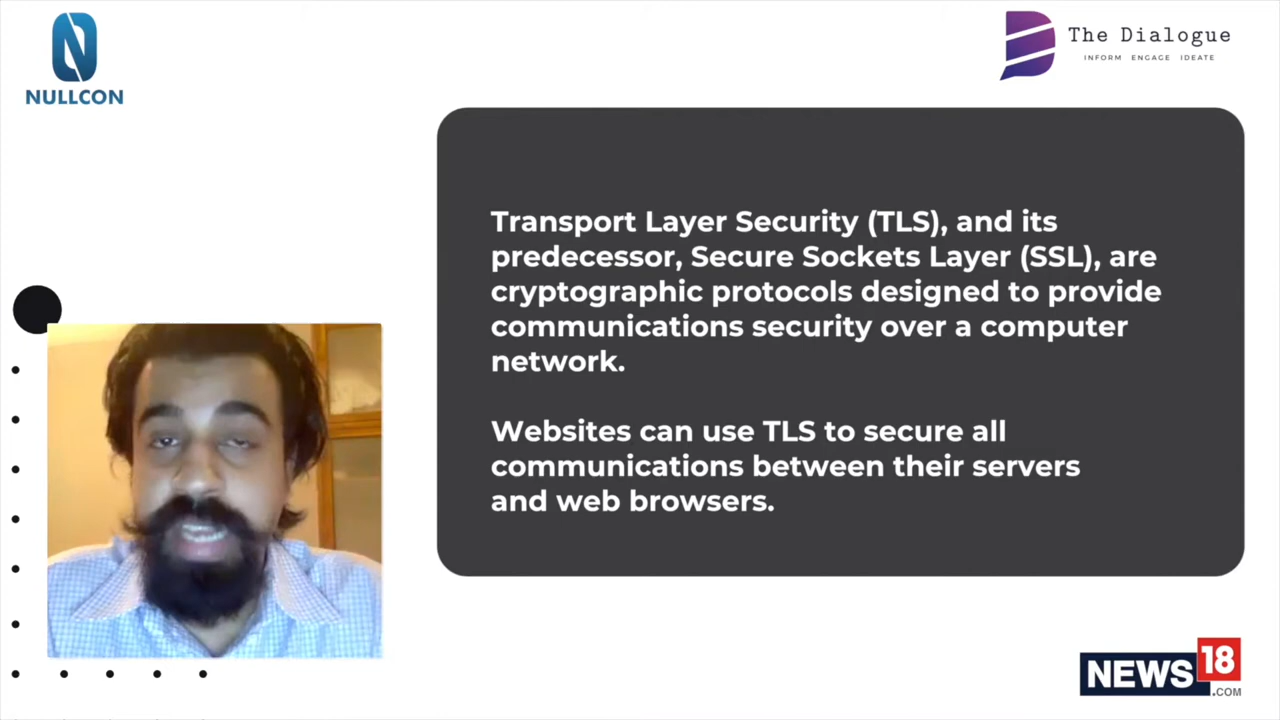 NULLCON
The Dialogue
INFORM ENGAGE IDEATE
Transport Layer Security (TLS), and its
predecessor, Secure Sockets Layer (SSL), are
cryptographic protocols designed to provide
communications security over a computer
network.
Websites can use TLS to secure all
communications between their servers
and web browsers.
NEWS 18
.COM